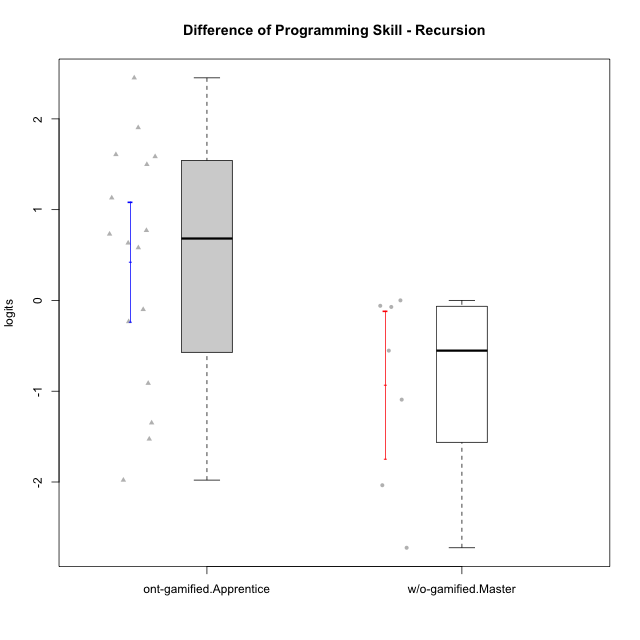 Difference of Programming Skill - Recursion
logits
2
1
0
-1
-2
ont-gamified.Apprentice
w/o-gamified.Master